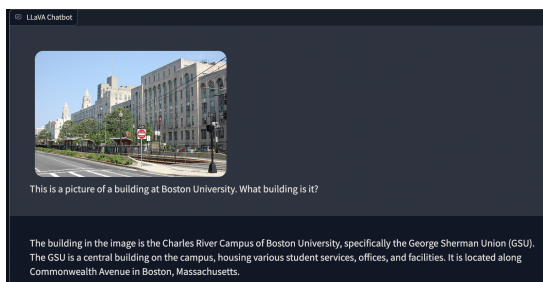 LLaVA Chatbot
This is a picture of a building at Boston University. What building is it?
The building in the image is the Charles River Campus of Boston University, specifically the George Sherman Union (GSU).
The GSU is a central building on the campus, housing various student services, offices, and facilities. It is located along
Commonwealth Avenue in Boston, Massachusetts.